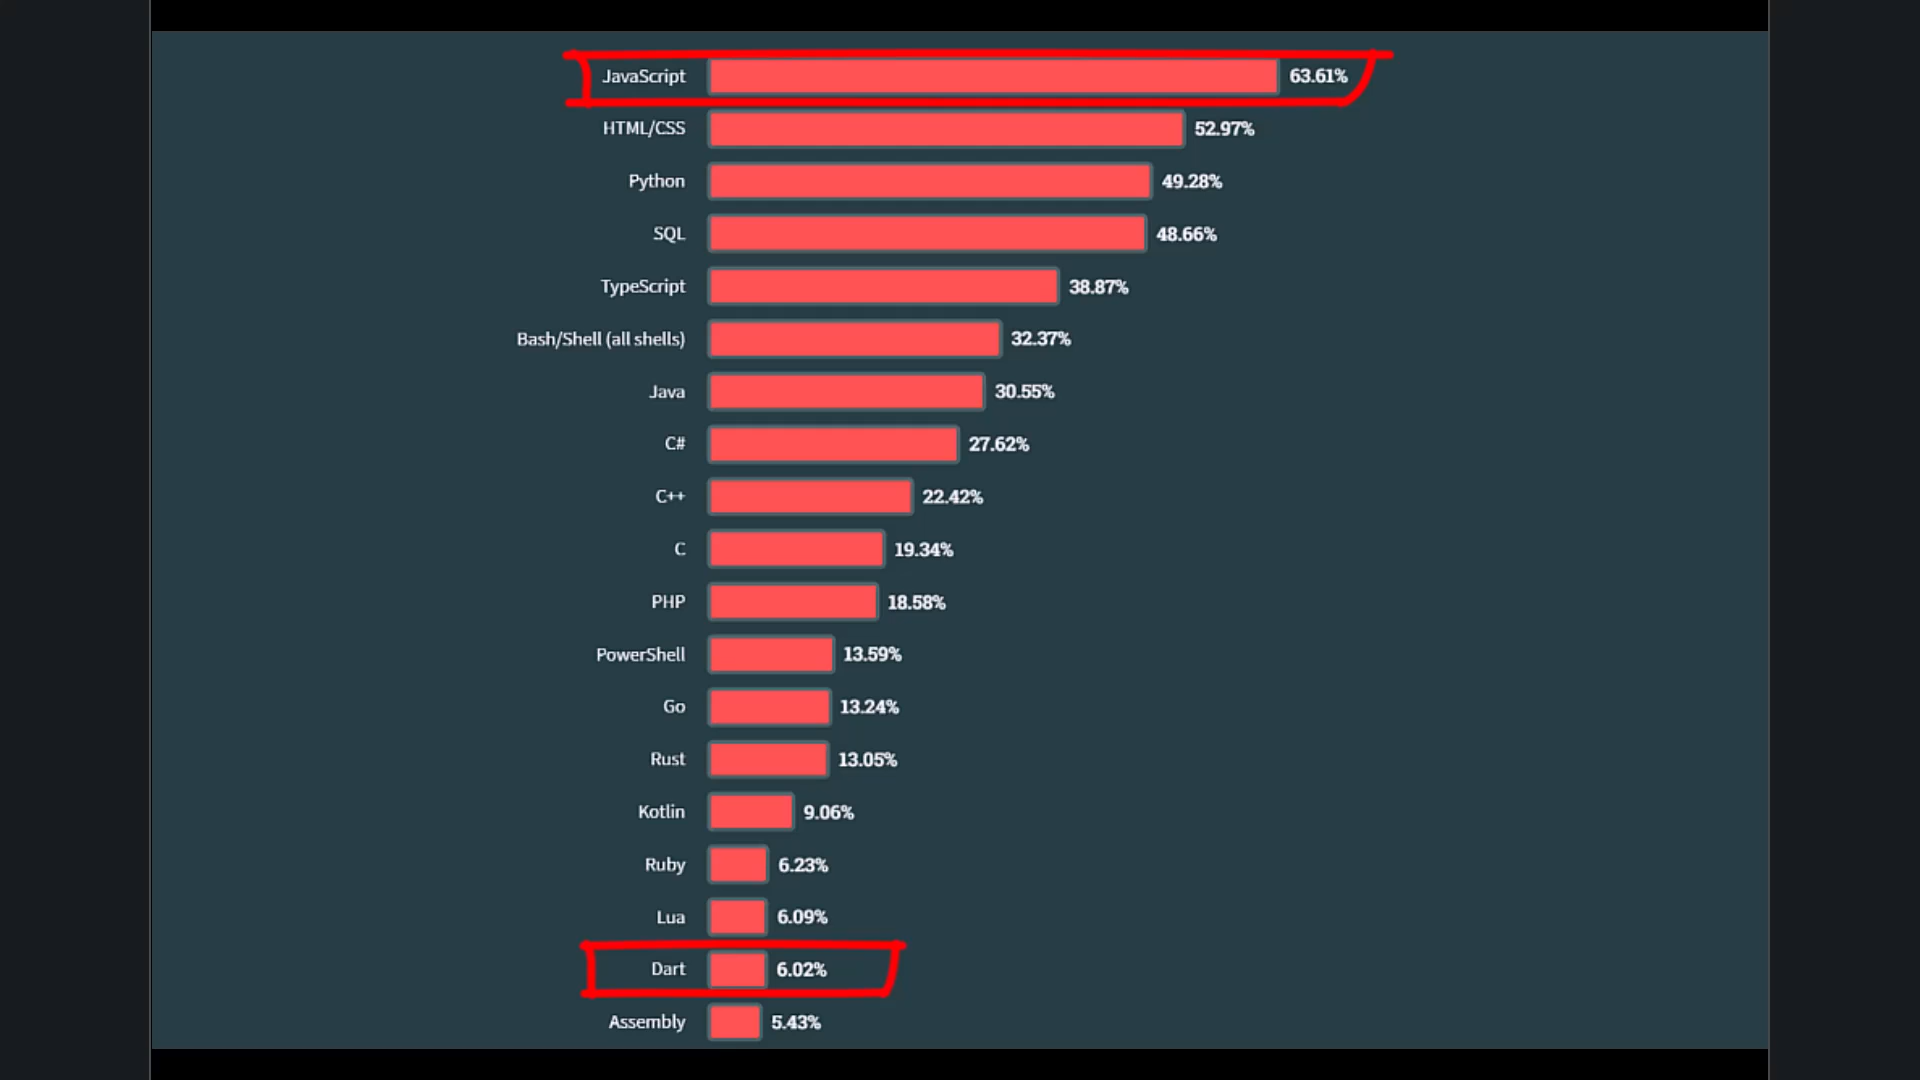 JavaScript 63.61%
HTML/CSS 52.97%
Python 49.28%
SQL 48.66%
TypeScript 38.87%
Bash/Shell (all shells) 32.37%
Java 30.55%
C# 27.62%
C++ 22.42%
C 19.34%
PHP 18.58%
PowerShell 13.59%
Go 13.24%
Rust 13.05%
Kotlin 9.06%
Ruby 6.23%
Lua 6.09%
Dart 6.02%
Assembly 5.43%